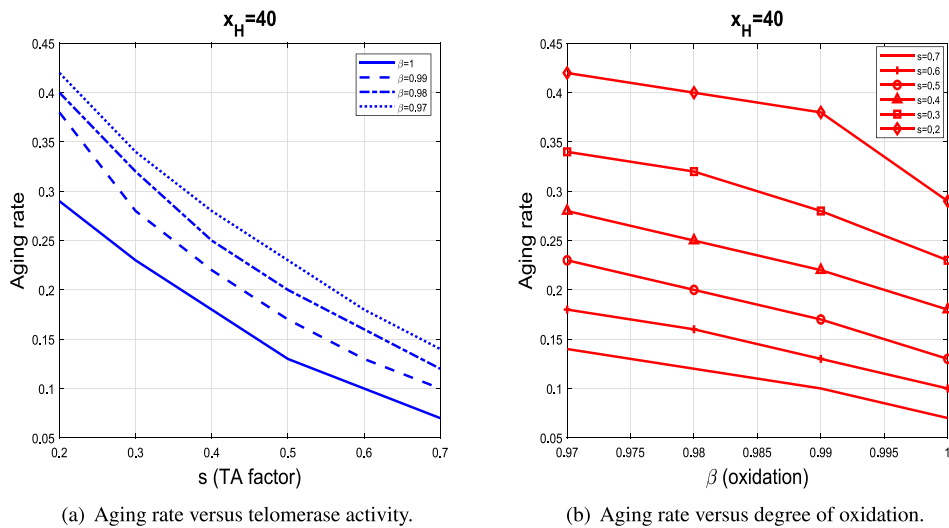 x_H=40
0.45
0.4
0.35
0.3
0.25
0.2
0.15
0.1
0.05
Aging rate
β=1
β=0.99
β=0.98
β=0.97
0.2 0.3 0.4 0.5 0.6 0.7
s (TA factor)
(a) Aging rate versus telomerase activity.
x_H=40
0.45
0.4
0.35
0.3
0.25
0.2
0.15
0.1
0.05
Aging rate
s=0.7
s=0.6
s=0.5
s=0.4
s=0.3
s=0,2
0.97 0.975 0.98 0.985 0.99 0.995 1
β (oxidation)
(b) Aging rate versus degree of oxidation.